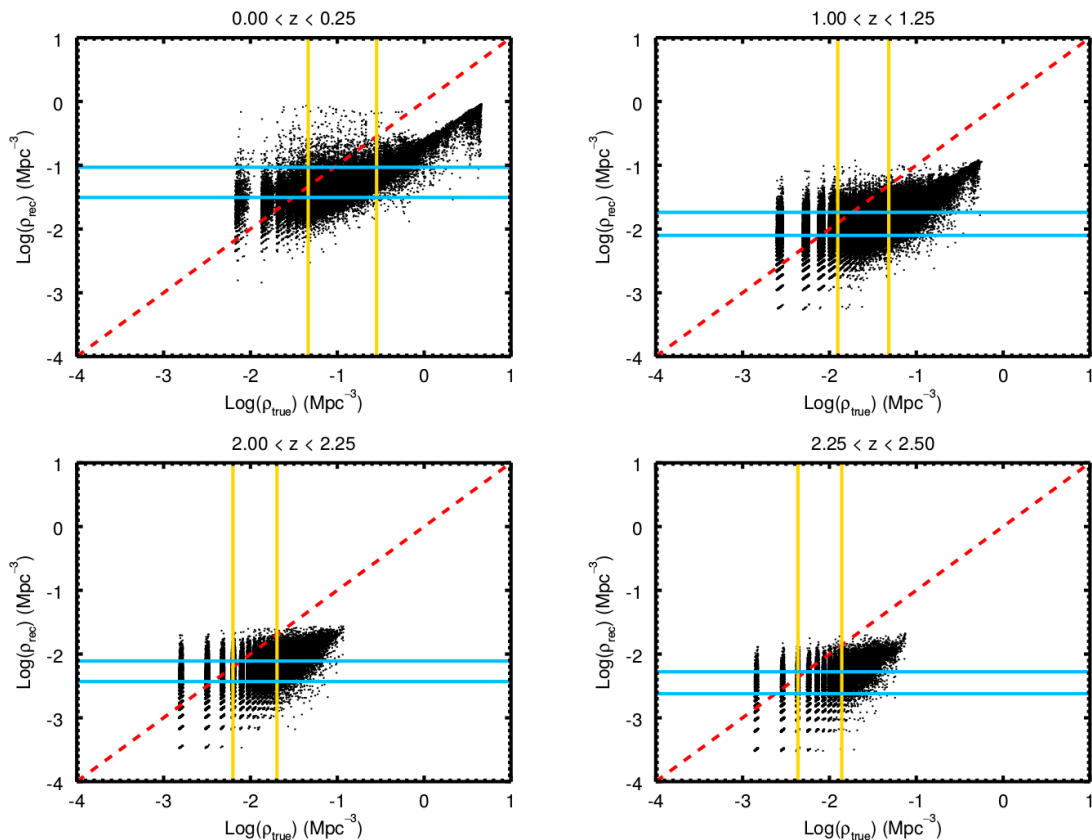 0.00 < z < 0.25
1
0
-1
-2
-3
-4
Log(ρrec) (Mpc⁻³)
-4 -3 -2 -1 0 1
Log(ρtrue) (Mpc⁻³)
1.00 < z < 1.25
1
0
-1
-2
-3
-4
Log(ρrec) (Mpc⁻³)
-4 -3 -2 -1 0 1
Log(ρtrue) (Mpc⁻³)
2.00 < z < 2.25
1
0
-1
-2
-3
-4
Log(ρrec) (Mpc⁻³)
-4 -3 -2 -1 0 1
Log(ρtrue) (Mpc⁻³)
2.25 < z < 2.50
1
0
-1
-2
-3
-4
Log(ρrec) (Mpc⁻³)
-4 -3 -2 -1 0 1
Log(ρtrue) (Mpc⁻³)